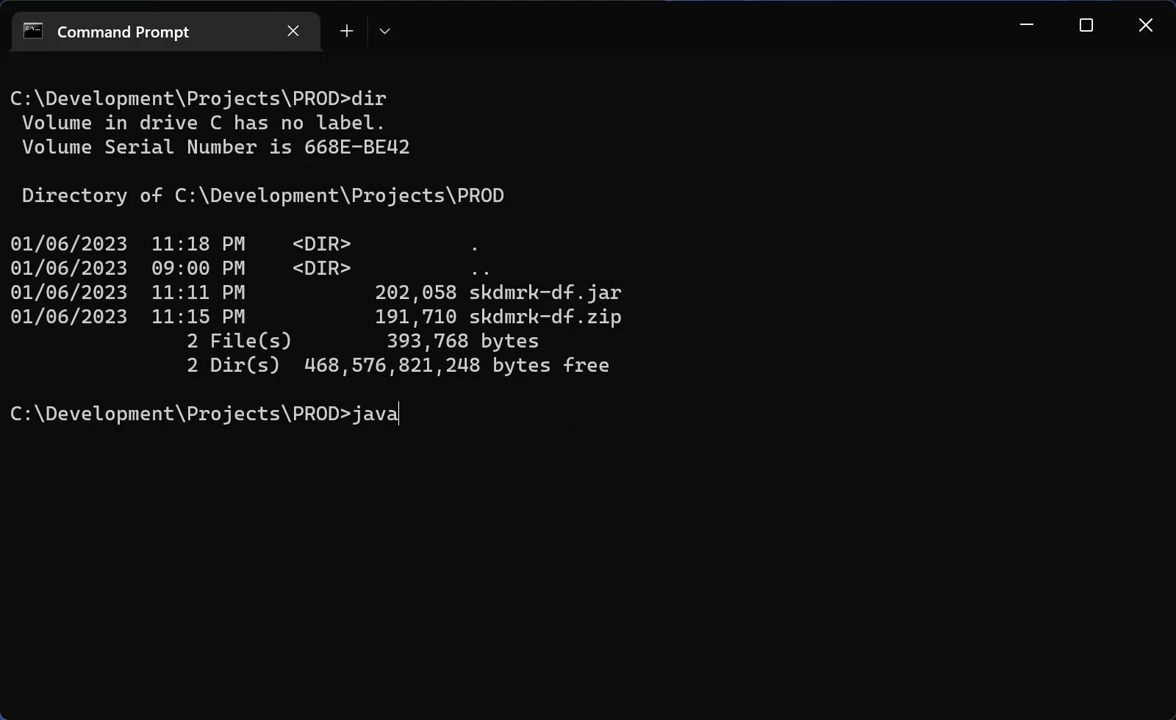 Command Prompt
C:\Development\Projects\PROD>dir
 Volume in drive C has no label.
 Volume Serial Number is 668E-BE42
 Directory of C:\Development\Projects\PROD
01/06/2023  11:18 PM    <DIR>          .
01/06/2023  09:00 PM    <DIR>          ..
01/06/2023  11:11 PM           202,058 skdmrk-df.jar
01/06/2023  11:15 PM           191,710 skdmrk-df.zip
               2 File(s)        393,768 bytes
               2 Dir(s)  468,576,821,248 bytes free
C:\Development\Projects\PROD>java